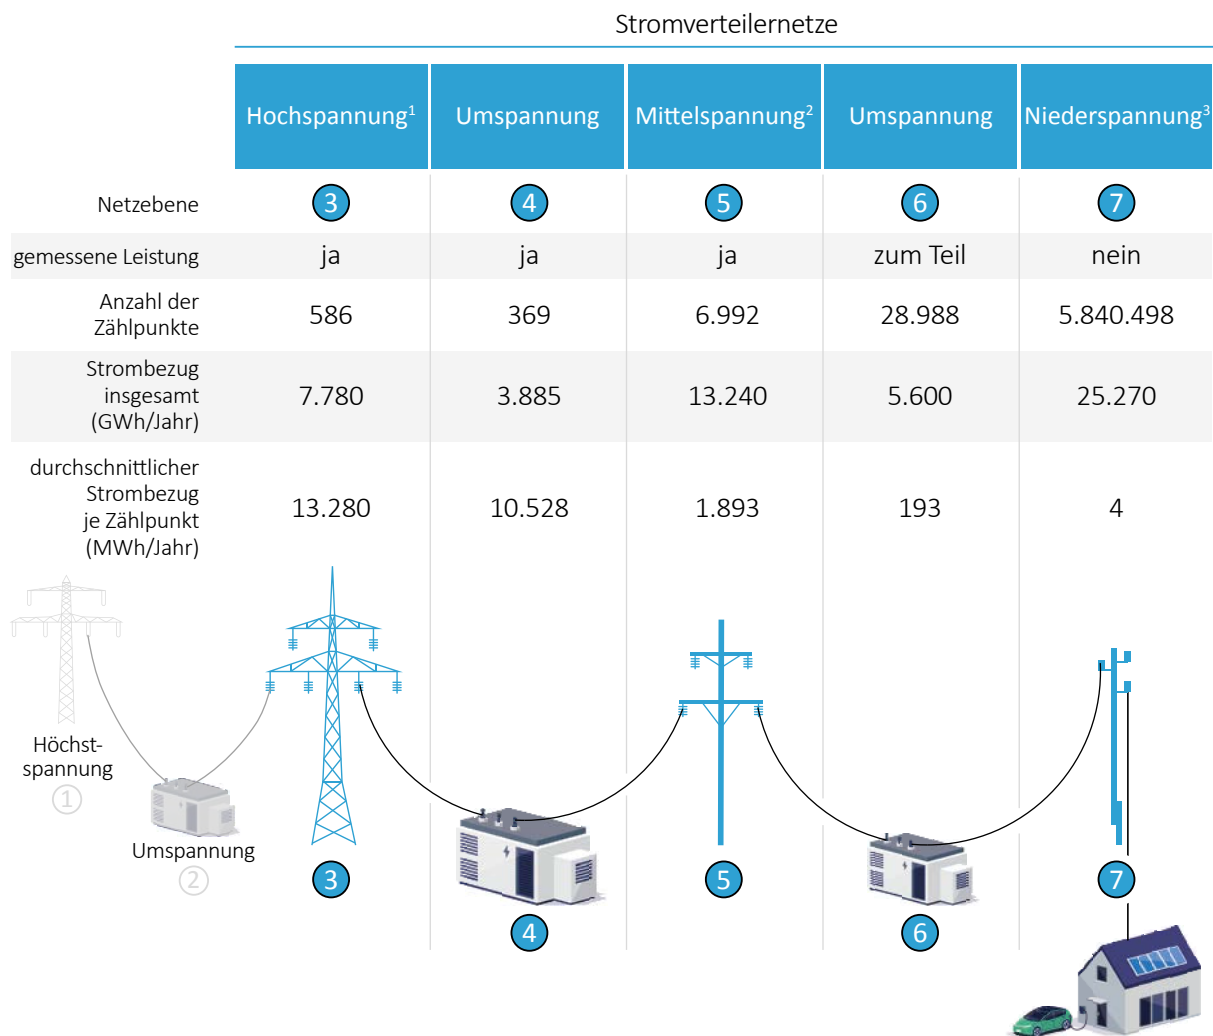 Stromverteilernetze
Hochspannung¹ Umspannung Mittelspannung² Umspannung Niederspannung³
Netzebene 3 4 5 6 7
gemessene Leistung ja ja ja zum Teil nein
Anzahl der
Zählpunkte 586 369 6.992 28.988 5.840.498
Strombezug
insgesamt
(GWh/Jahr) 7.780 3.885 13.240 5.600 25.270
durchschnittlicher
Strombezug
je Zählpunkt
(MWh/Jahr) 13.280 10.528 1.893 193 4
Höchst-
spannung
1
Umspannung
2
3
4
5
6
7